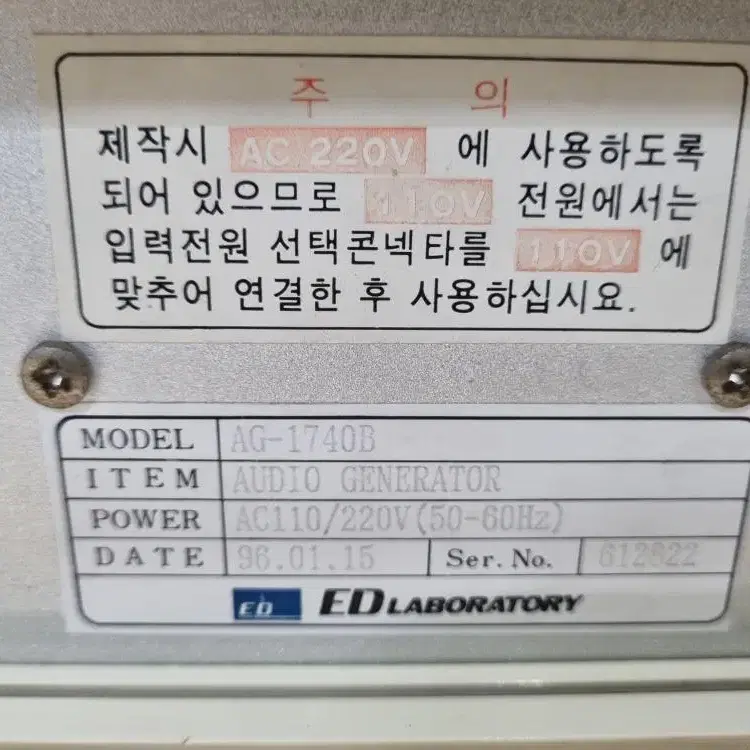 주 의
제작시 AC 220V 에 사용하도록
되어 있으므로 110V 전원에서는
입력전원 선택콘넥타를 110V 에
맞추어 연결한 후 사용하십시요.
MODEL AG-1740B
ITEM AUDIO GENERATOR
POWER AC110/220V(50-60Hz)
DATE 96.01.15 Ser. No. 612822
ED ED LABORATORY